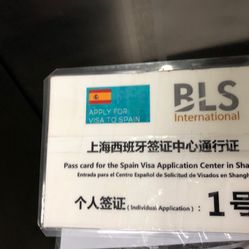 APPLY FOR
VISA TO SPAIN
BLS
International
上海西班牙签证中心通行证
Pass card for the Spain Visa Application Center in Sha
Entrada para el Centro Español de Solicitud de Visados en Shangh
个人签证 (Individual Application) : 1号